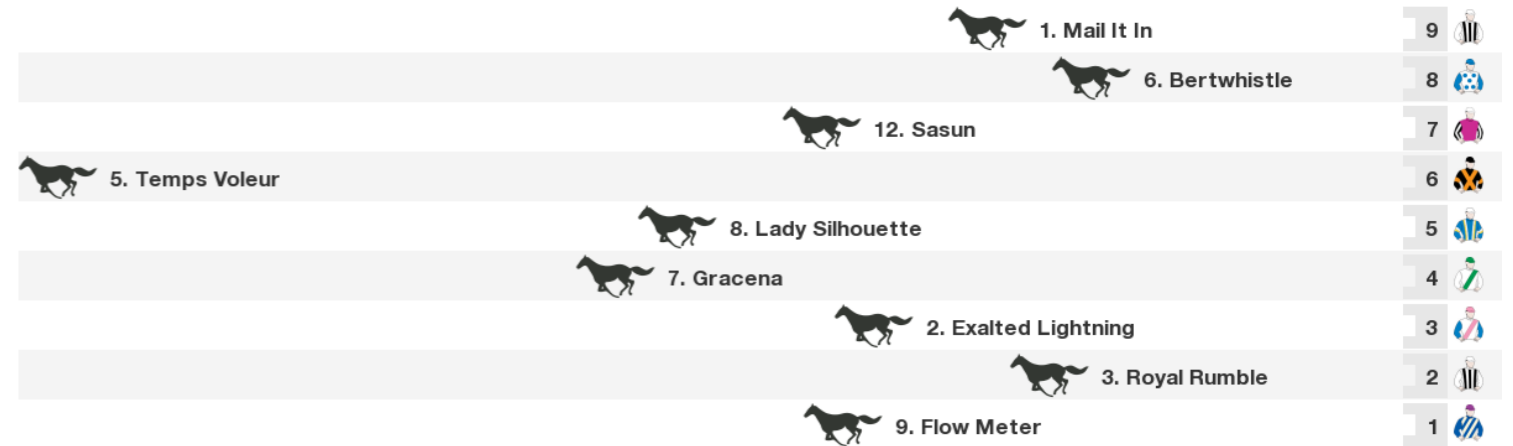 1. Mail It In 9
6. Bertwhistle 8
12. Sasun 7
5. Temps Voleur 6
8. Lady Silhouette 5
7. Gracena 4
2. Exalted Lightning 3
3. Royal Rumble 2
9. Flow Meter 1